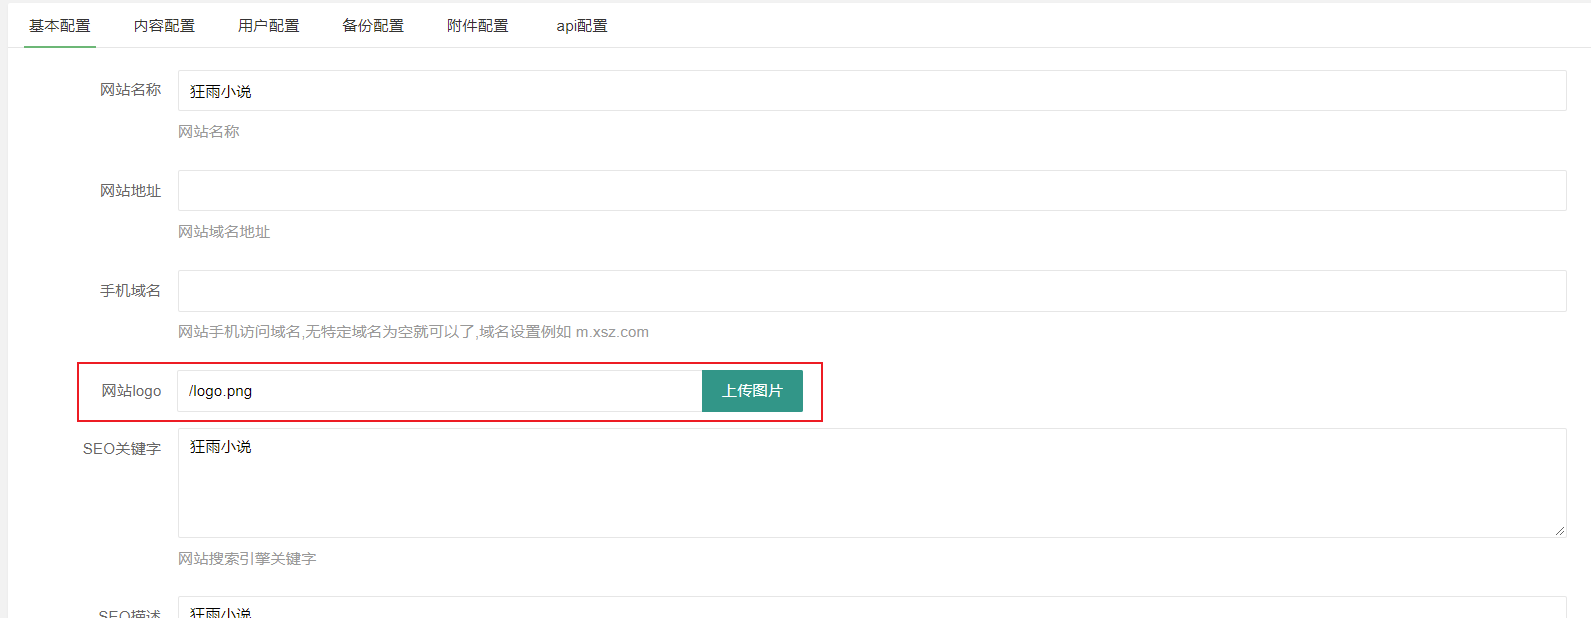 基本配置 内容配置 用户配置 备份配置 附件配置 api配置
网站名称 狂雨小说
网站名称
网站地址
网站域名地址
手机域名
网站手机访问域名,无特定域名为空就可以了,域名设置例如 m.xsz.com
网站logo /logo.png 上传图片
SEO关键字 狂雨小说
网站搜索引擎关键字
SEO描述 狂雨小说